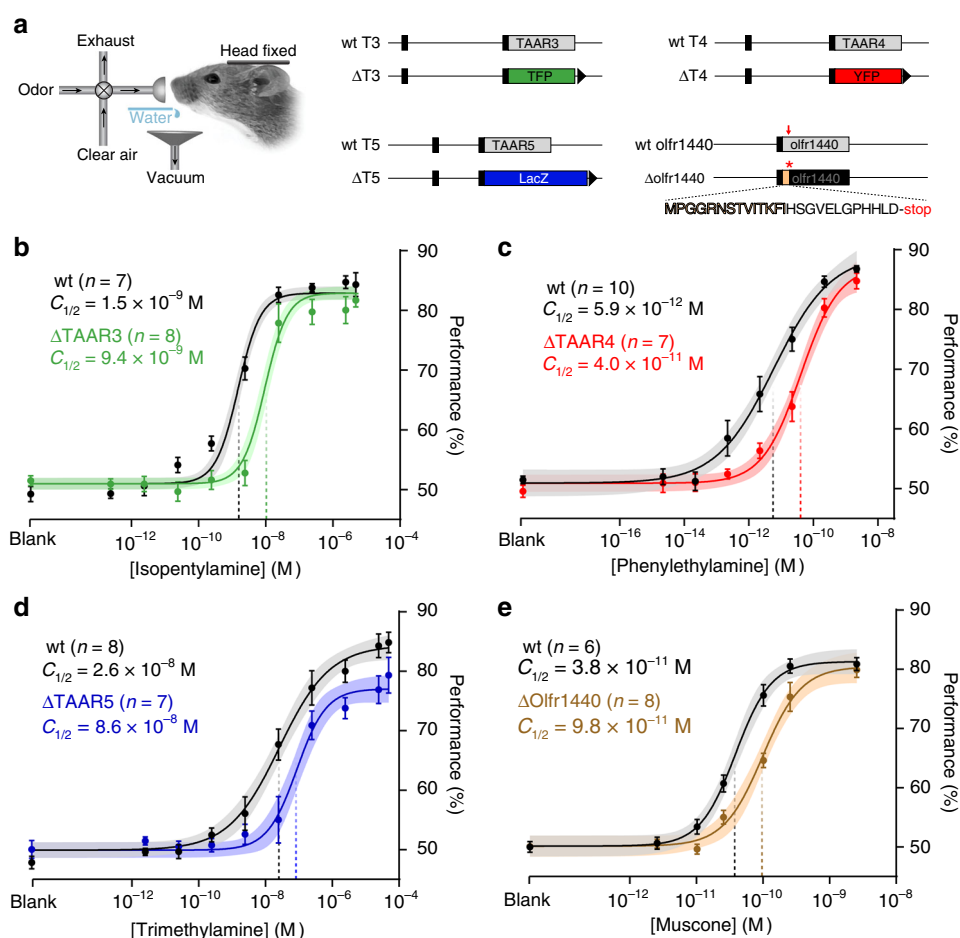 a
Exhaust
Head fixed
Odor
Water
Clear air
Vacuum
wt T3
TAAR3
ΔT3
TFP
wt T4
TAAR4
ΔT4
YFP
wt T5
TAAR5
ΔT5
LacZ
wt olfr1440
olfr1440
*
Δolfr1440
olfr1440
MPGGRNSTVITKFIHSGVELGPHHLD-stop
b
wt (n = 7)
C1/2 = 1.5 × 10−9 M
ΔTAAR3 (n = 8)
C1/2 = 9.4 × 10−9 M
90
80
70
60
50
Performance (%)
Blank
10−12
10−10
10−8
10−6
10−4
[Isopentylamine] (M)
c
wt (n = 10)
C1/2 = 5.9 × 10−12 M
ΔTAAR4 (n = 7)
C1/2 = 4.0 × 10−11 M
90
80
70
60
50
Performance (%)
Blank
10−16
10−14
10−12
10−10
10−8
[Phenylethylamine] (M)
d
wt (n = 8)
C1/2 = 2.6 × 10−8 M
ΔTAAR5 (n = 7)
C1/2 = 8.6 × 10−8 M
90
80
70
60
50
Performance (%)
Blank
10−12
10−10
10−8
10−6
10−4
[Trimethylamine] (M)
e
wt (n = 6)
C1/2 = 3.8 × 10−11 M
ΔOlfr1440 (n = 8)
C1/2 = 9.8 × 10−11 M
90
80
70
60
50
Performance (%)
Blank
10−12
10−11
10−10
10−9
10−8
[Muscone] (M)